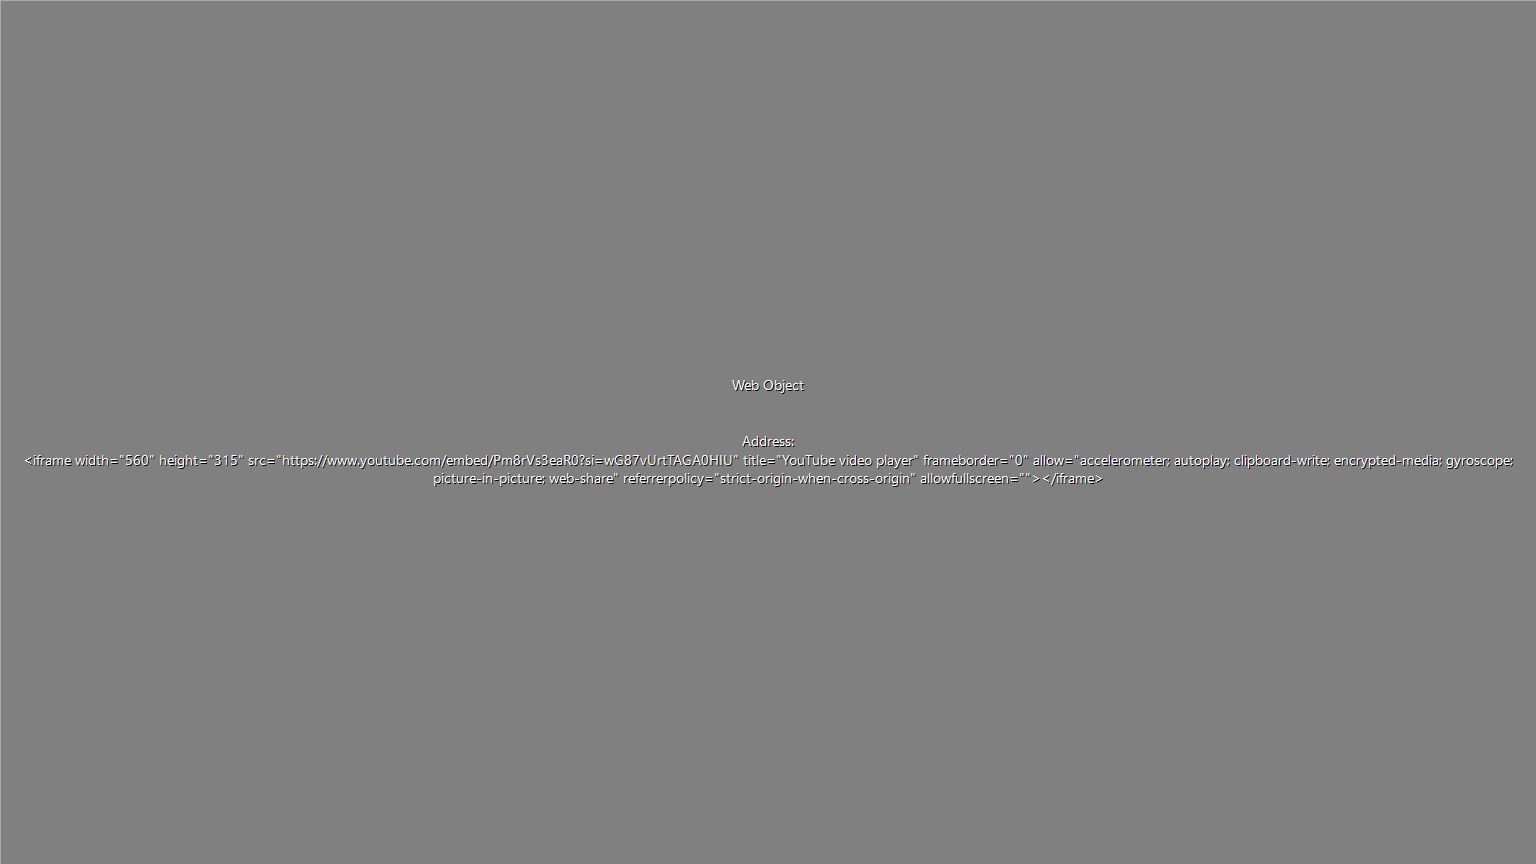 Web Object
Address:
<iframe width="560" height="315" src="https://www.youtube.com/embed/Pm8rVs3eaR0?si=wG87vUrtTAGA0HIU" title="YouTube video player" frameborder="0" allow="accelerometer; autoplay; clipboard-write; encrypted-media; gyroscope;
picture-in-picture; web-share" referrerpolicy="strict-origin-when-cross-origin" allowfullscreen=""></iframe>